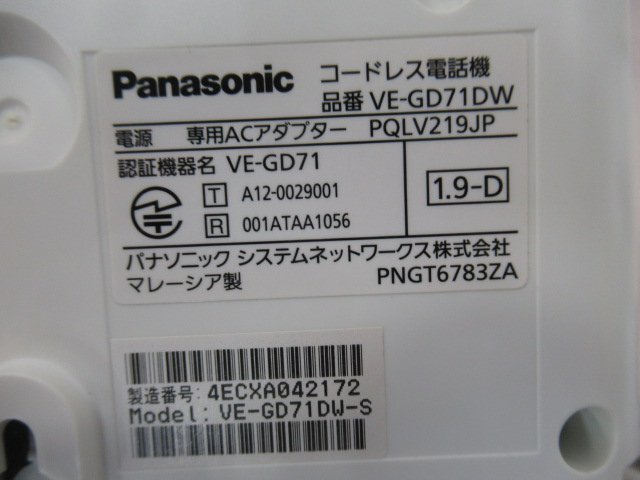 Panasonic コードレス電話機
品番 VE-GD71DW
電源 専用ACアダプター PQLV219JP
認証機器名 VE-GD71
T A12-0029001
R 001ATAA1056
1.9-D
パナソニック システムネットワークス株式会社
マレーシア製 PNGT6783ZA
製造番号: 4ECXA042172
Model: VE-GD71DW-S